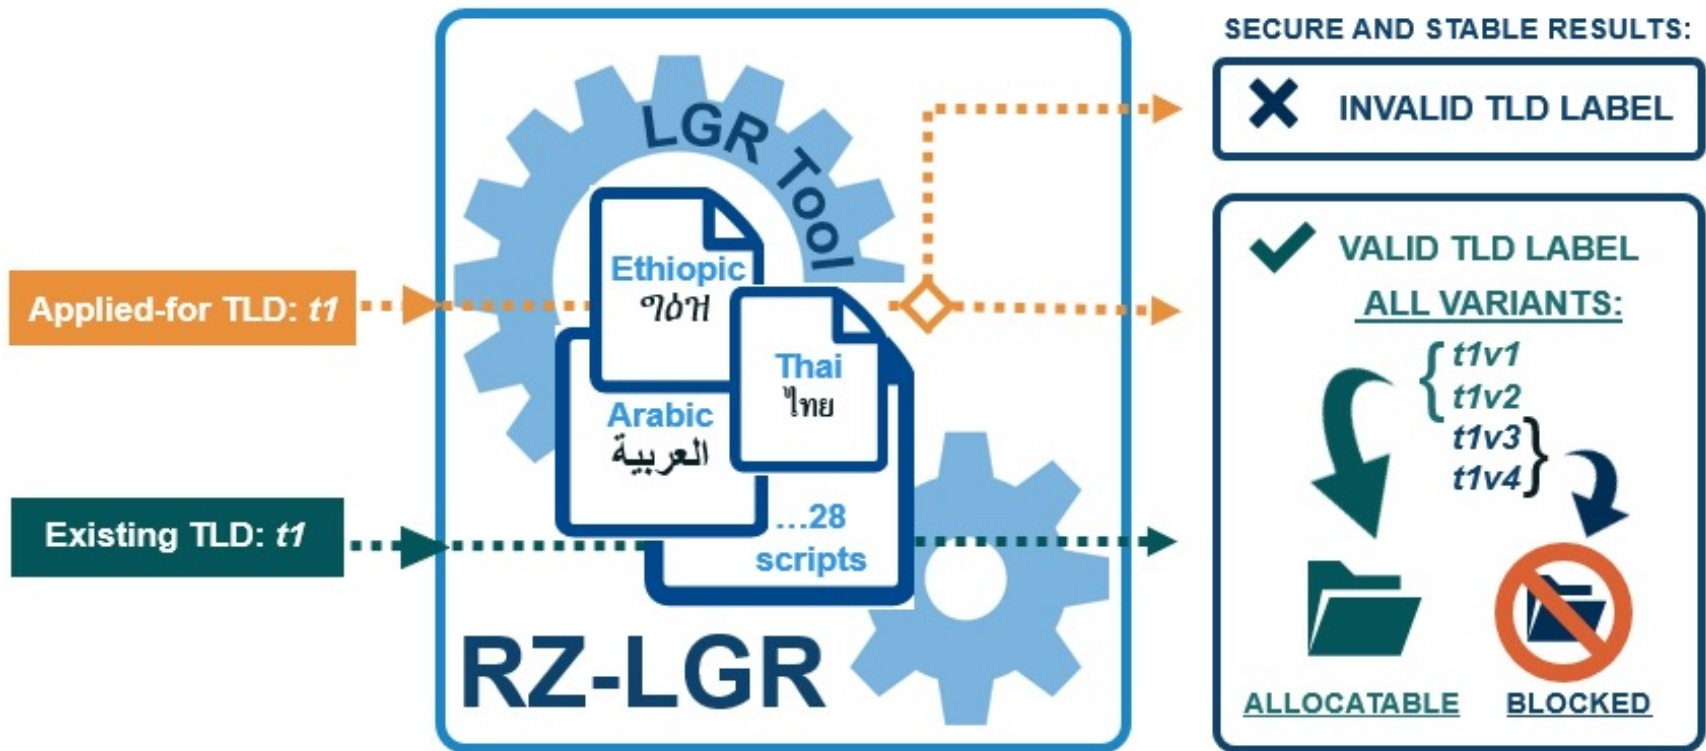 SECURE AND STABLE RESULTS:
INVALID TLD LABEL
LGR Tool
Ethiopic
ግዕዝ
Applied-for TLD: t1
Thai
ไทย
Arabic
العربية
Existing TLD: t1
...28
scripts
RZ-LGR
VALID TLD LABEL
ALL VARIANTS:
t1v1
t1v2
t1v3
t1v4
ALLOCATABLE
BLOCKED